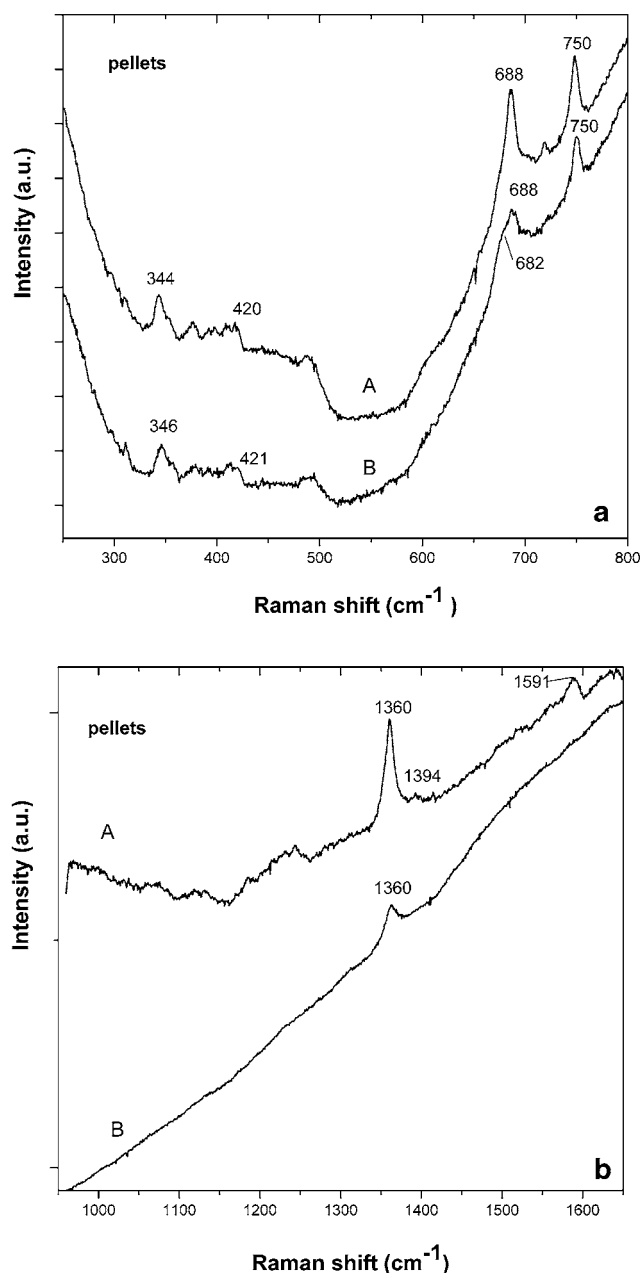 pellets
750
688
750
688
682
344
420
A
346
421
B
a
Intensity (a.u.)
300 400 500 600 700 800
Raman shift (cm-1 )
1591
1360
pellets
1394
A
1360
B
b
Intensity (a.u.)
1000 1100 1200 1300 1400 1500 1600
Raman shift (cm-1)